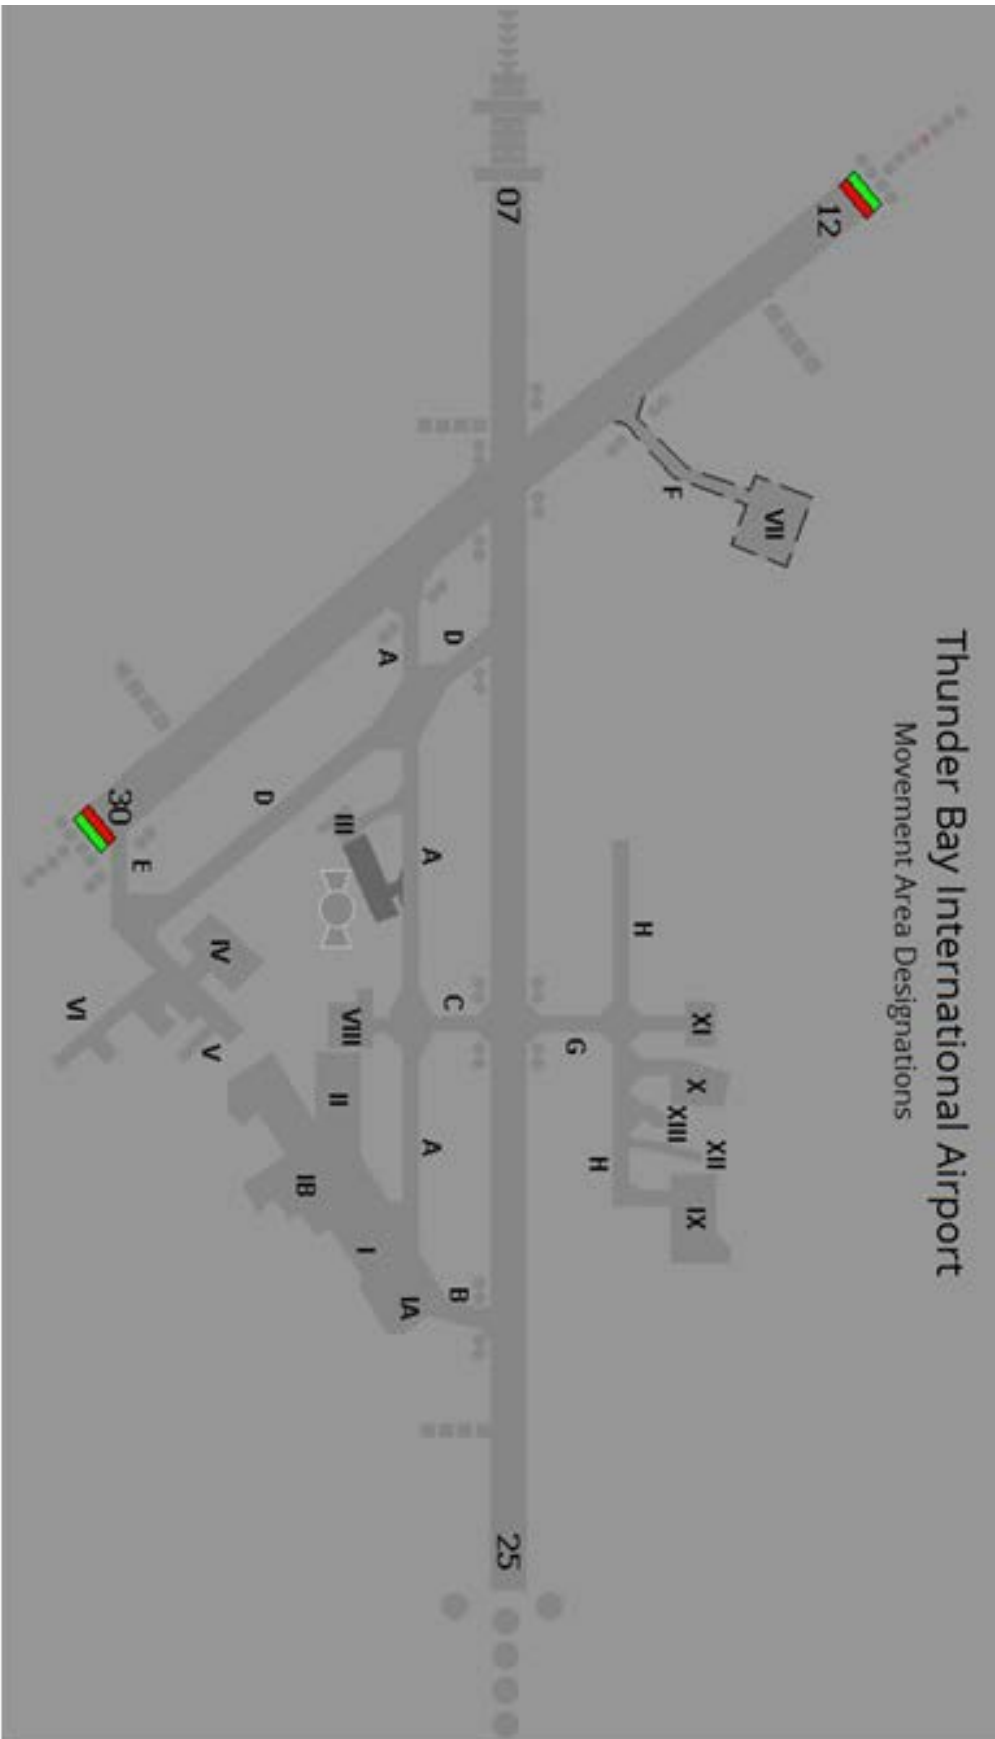 Thunder Bay International Airport
Movement Area Designations
12
07
VII
F
D
A
XI
H
X
XIII
XII
G
H
IX
A
C
III
D
30
E
VIII
IV
II
A
VI
V
IB
I
IA
B
25